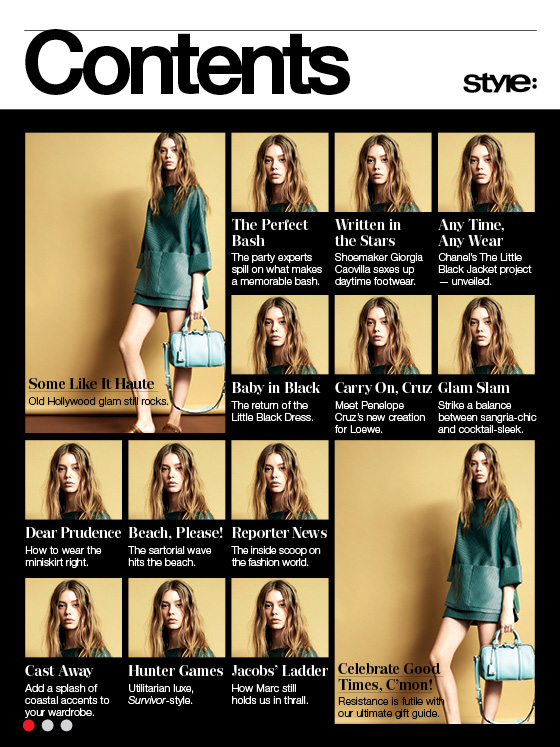 Contents
style:
The Perfect
Bash
The party experts
spill on what makes
a memorable bash.
Written in
the Stars
Shoemaker Giorgia
Caovilla sexes up
daytime footwear.
Any Time,
Any Wear
Chanel's The Little
Black Jacket project
— unveiled.
Some Like It Haute
Old Hollywood glam still rocks.
Baby in Black
The return of the
Little Black Dress.
Carry On, Cruz
Meet Penelope
Cruz's new creation
for Loewe.
Glam Slam
Strike a balance
between sangria-chic
and cocktail-sleek.
Dear Prudence
How to wear the
miniskirt right.
Beach, Please!
The sartorial wave
hits the beach.
Reporter News
The inside scoop on
the fashion world.
Cast Away
Add a splash of
coastal accents to
your wardrobe.
Hunter Games
Utilitarian luxe,
Survivor-style.
Jacobs' Ladder
How Marc still
holds us in thrall.
Celebrate Good
Times, C'mon!
Resistance is futile with
our ultimate gift guide.